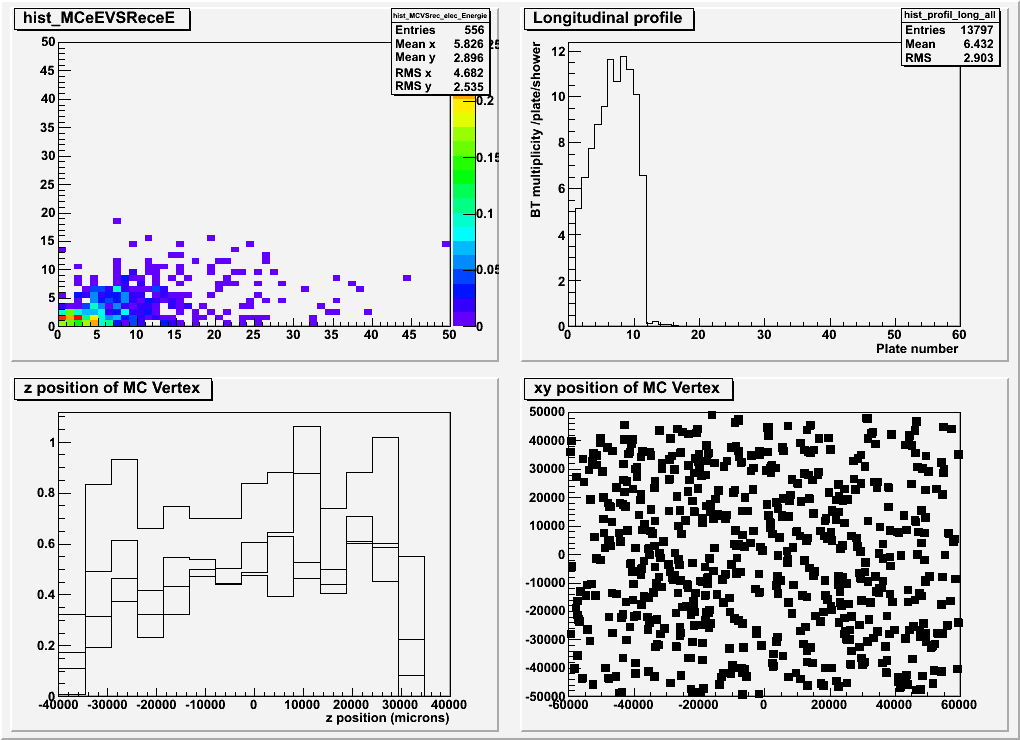 hist_MCeEVSReceE
hist_MCVSrec_elec_Energie
Entries 556
Mean x 5.826
Mean y 2.896
RMS x 4.682
RMS y 2.535
50
45
40
35
30
25
20
15
10
5
0
0 5 10 15 20 25 30 35 40 45 50
0.2
0.15
0.1
0.05
0
Longitudinal profile
hist_profil_long_all
Entries 13797
Mean 6.432
RMS 2.903
BT multiplicity /plate/shower
12
10
8
6
4
2
0
0 10 20 30 40 50 60
Plate number
z position of MC Vertex
1
0.8
0.6
0.4
0.2
0
-40000 -30000 -20000 -10000 0 10000 20000 30000 40000
z position (microns)
xy position of MC Vertex
50000
40000
30000
20000
10000
0
-10000
-20000
-30000
-40000
-50000
-60000 -40000 -20000 0 20000 40000 60000